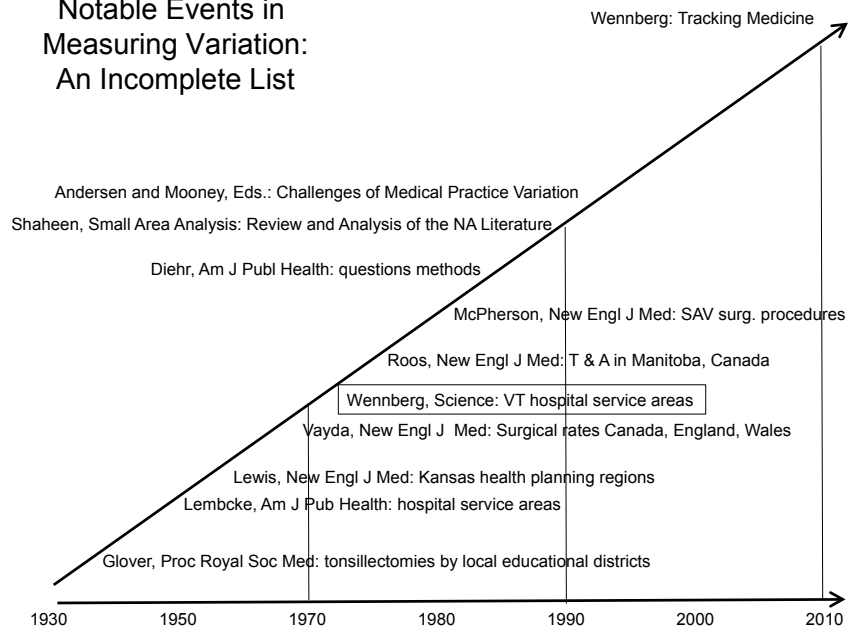 Notable Events in
Measuring Variation:
An Incomplete List
Wennberg: Tracking Medicine
Andersen and Mooney, Eds.: Challenges of Medical Practice Variation
Shaheen, Small Area Analysis: Review and Analysis of the NA Literature
Diehr, Am J Publ Health: questions methods
McPherson, New Engl J Med: SAV surg. procedures
Roos, New Engl J Med: T & A in Manitoba, Canada
Wennberg, Science: VT hospital service areas
Vayda, New Engl J Med: Surgical rates Canada, England, Wales
Lewis, New Engl J Med: Kansas health planning regions
Lembcke, Am J Pub Health: hospital service areas
Glover, Proc Royal Soc Med: tonsillectomies by local educational districts
1930 1950 1970 1980 1990 2000 2010